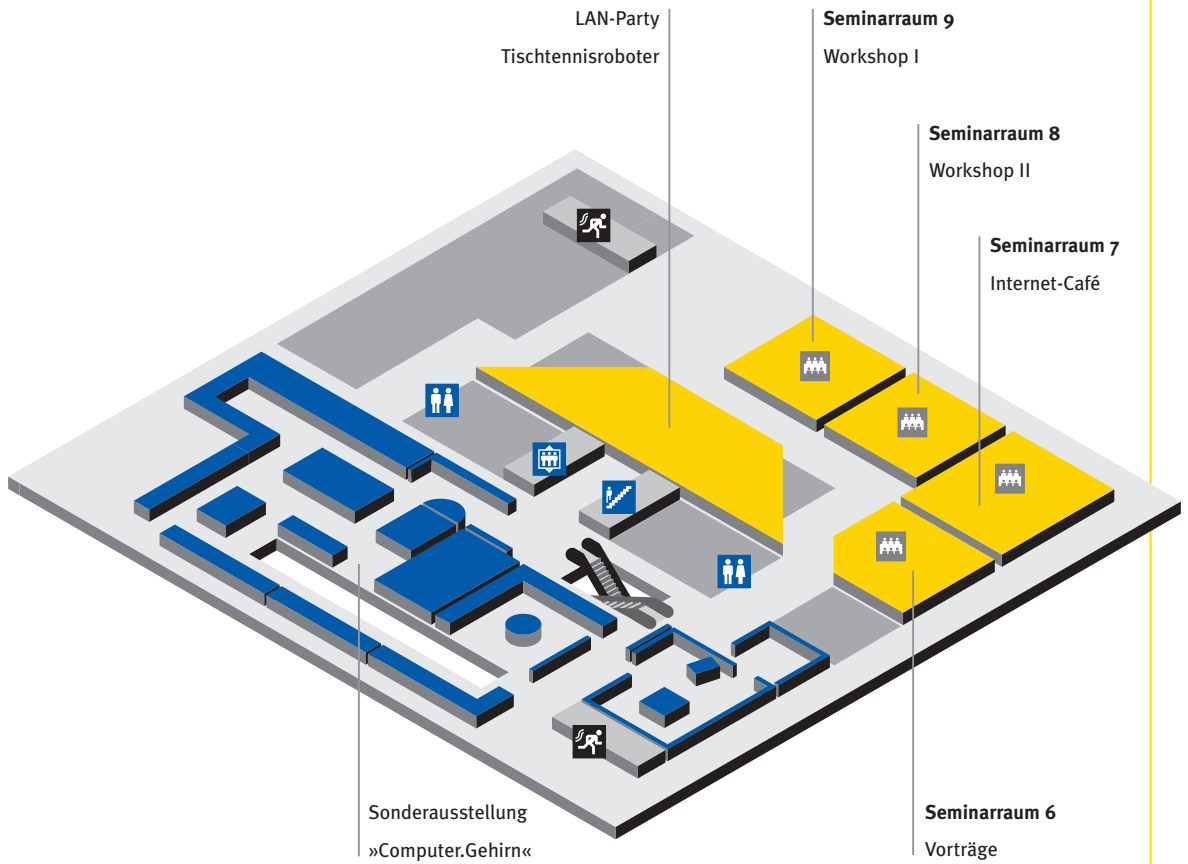 LAN-Party
Tischtennisroboter
Seminarraum 9
Workshop I
Seminarraum 8
Workshop II
Seminarraum 7
Internet-Café
Sonderausstellung
»Computer.Gehirn«
Seminarraum 6
Vorträge